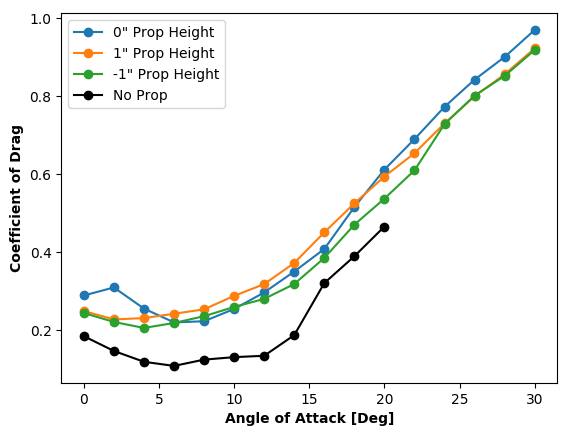 0" Prop Height
1" Prop Height
-1" Prop Height
No Prop
1.0
0.8
0.6
0.4
0.2
Coefficient of Drag
0 5 10 15 20 25 30
Angle of Attack [Deg]